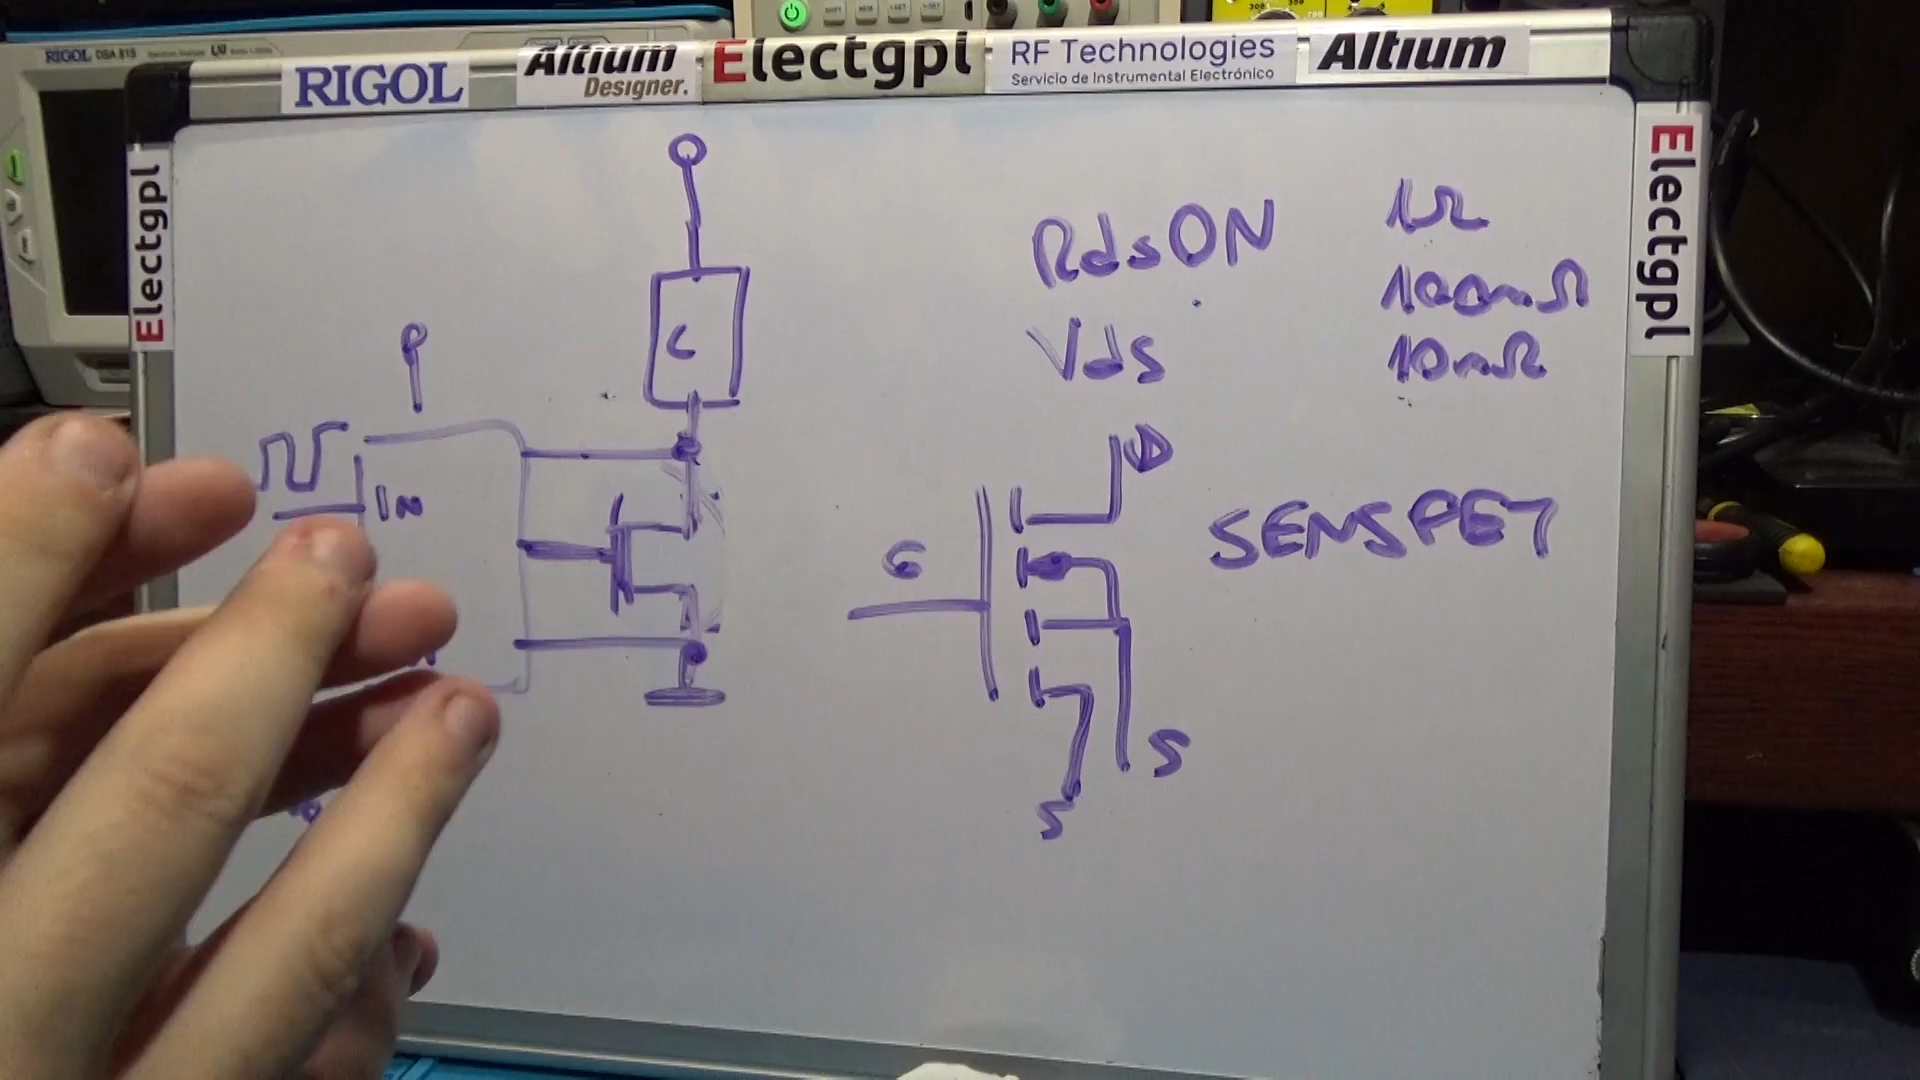 RIGOL DSA 815
RIGOL
Altium
Designer.
Electgpl
RF Technologies
Servicio de Instrumental Electrónico
Altium
Electgpl
Electgpl
RdsON
Vds
1Ω
100mΩ
10mΩ
C
IN
G
D
S
S
SENSFET